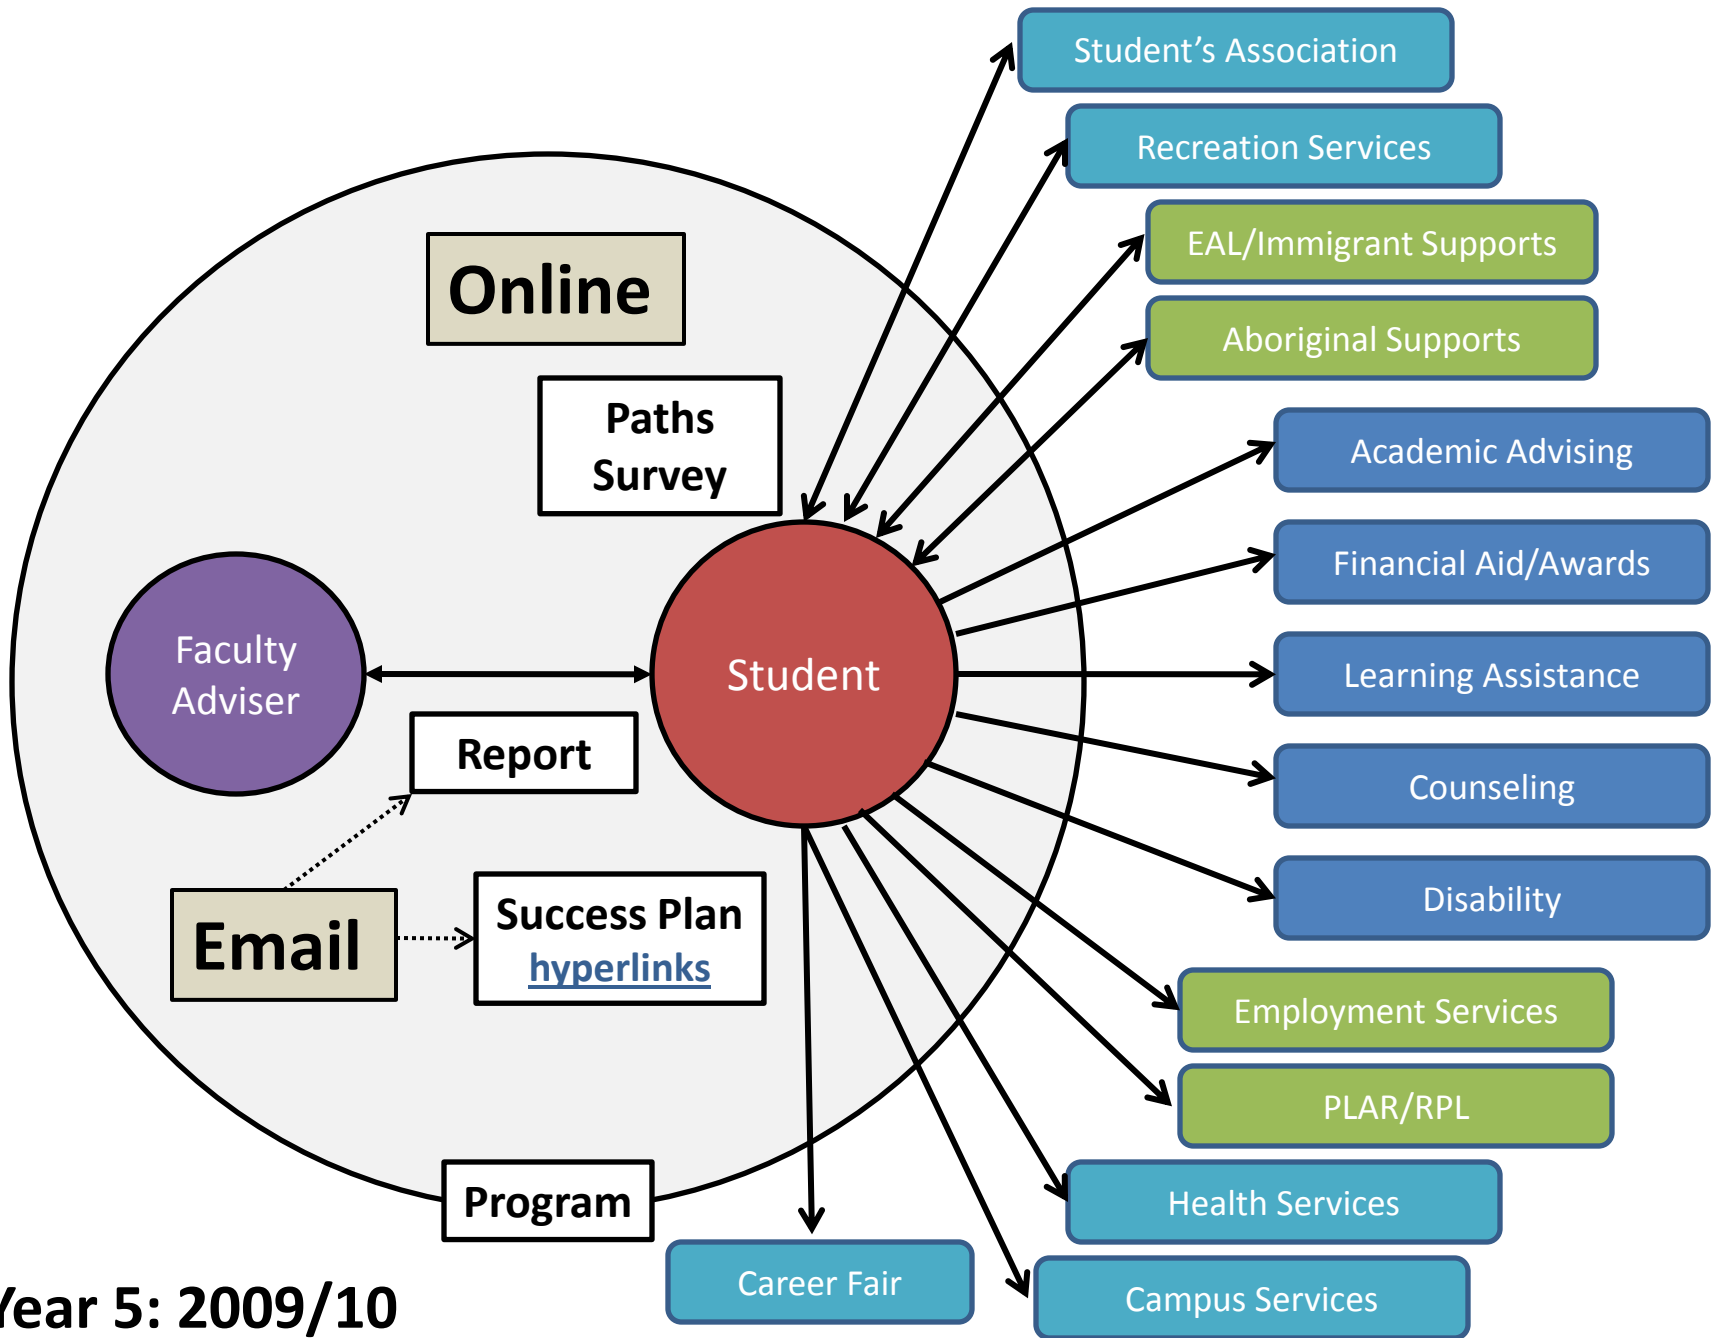 Student’s Association
Recreation Services
EAL/Immigrant Supports
Aboriginal Supports
Online
Paths
Survey
Academic Advising
Financial Aid/Awards
Faculty
Adviser
Student
Learning Assistance
Report
Counseling
Disability
Email
Success Plan
hyperlinks
Employment Services
PLAR/RPL
Program
Health Services
Career Fair
Campus Services
Year 5: 2009/10